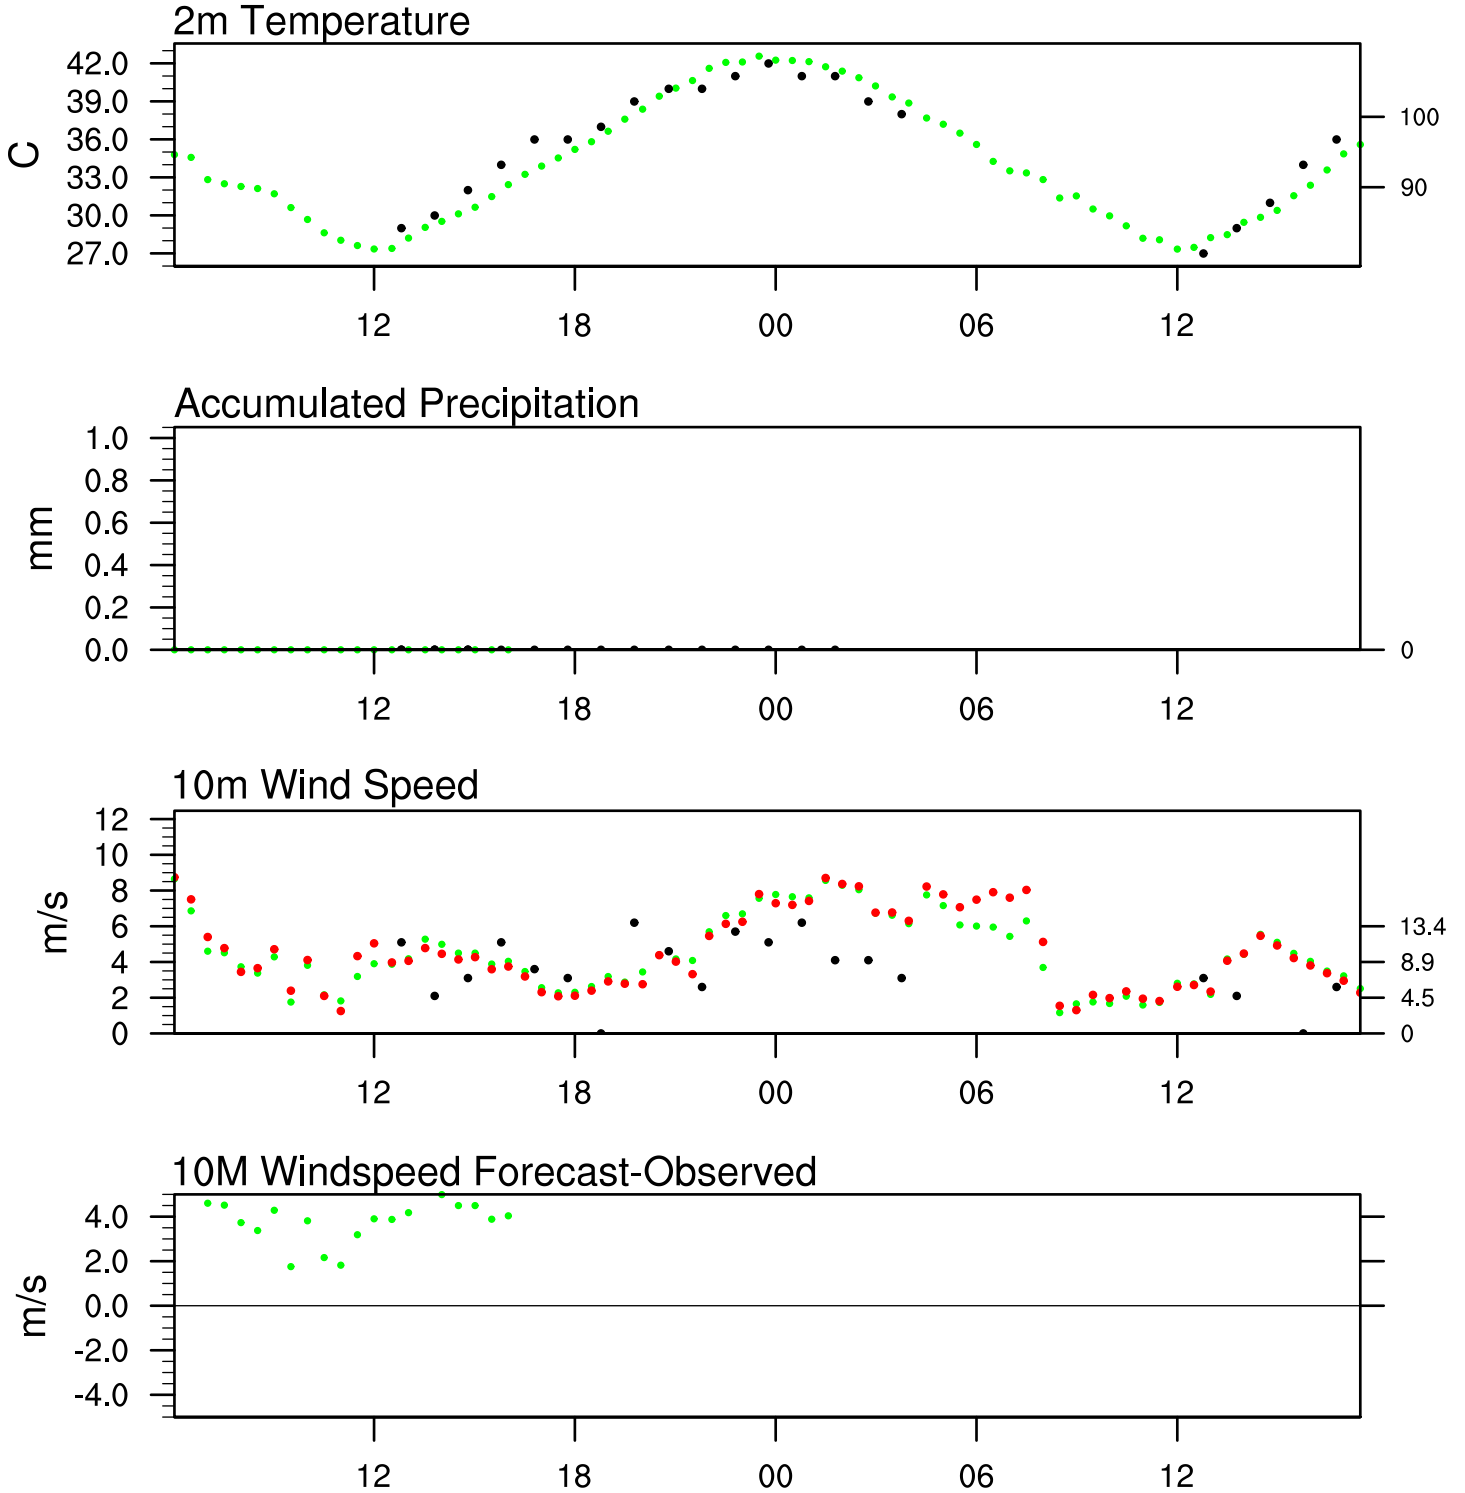 2m Temperature
42.0
39.0
36.0
33.0
30.0
27.0
C
100
90
12 18 00 06 12
Accumulated Precipitation
1.0
0.8
0.6
0.4
0.2
0.0
mm
0
12 18 00 06 12
10m Wind Speed
12
10
8
6
4
2
0
m/s
13.4
8.9
4.5
0
12 18 00 06 12
10M Windspeed Forecast-Observed
4.0
2.0
0.0
-2.0
-4.0
m/s
12 18 00 06 12